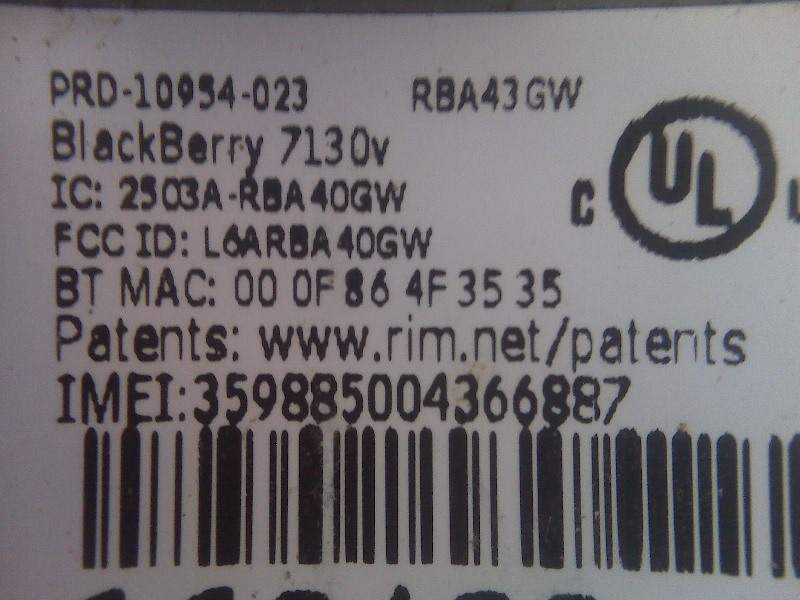 PRD-10954-023 RBA43GW
BlackBerry 7130v
IC: 2503A-RBA40GW
FCC ID: L6ARBA40GW
C UL
BT MAC: 00 0F 86 4F 35 35
Patents: www.rim.net/patents
IMEI:359885004366887